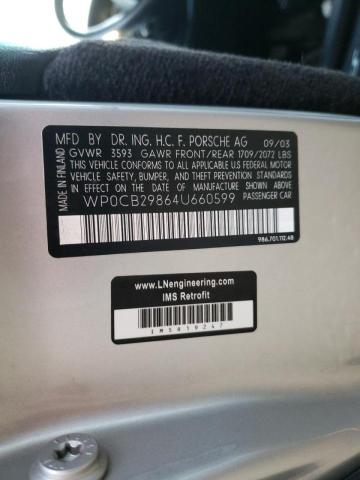 MADE IN FINLAND
MFD. BY DR. ING. H.C. F. PORSCHE AG 09/03
GVWR 3593 GAWR FRONT/REAR 1709/2072 LBS
THIS VEHICLE CONFORMS TO ALL APPLICABLE U.S. FEDERAL MOTOR
VEHICLE SAFETY, BUMPER, AND THEFT PREVENTION STANDARDS
IN EFFECT ON THE DATE OF MANUFACTURE SHOWN ABOVE.
WP0CB29864U660599 PASSENGER CAR
986.701.112.48
www.LNengineering.com
IMS Retrofit
IMS019247